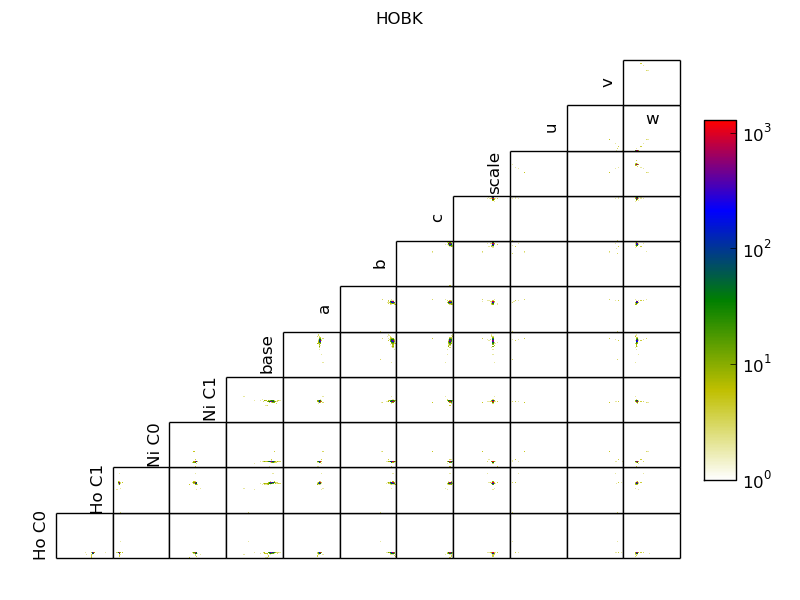 HOBK
v
w
u
scale
c
b
a
base
Ni C1
Ni C0
Ho C1
Ho C0
10^3
10^2
10^1
10^0